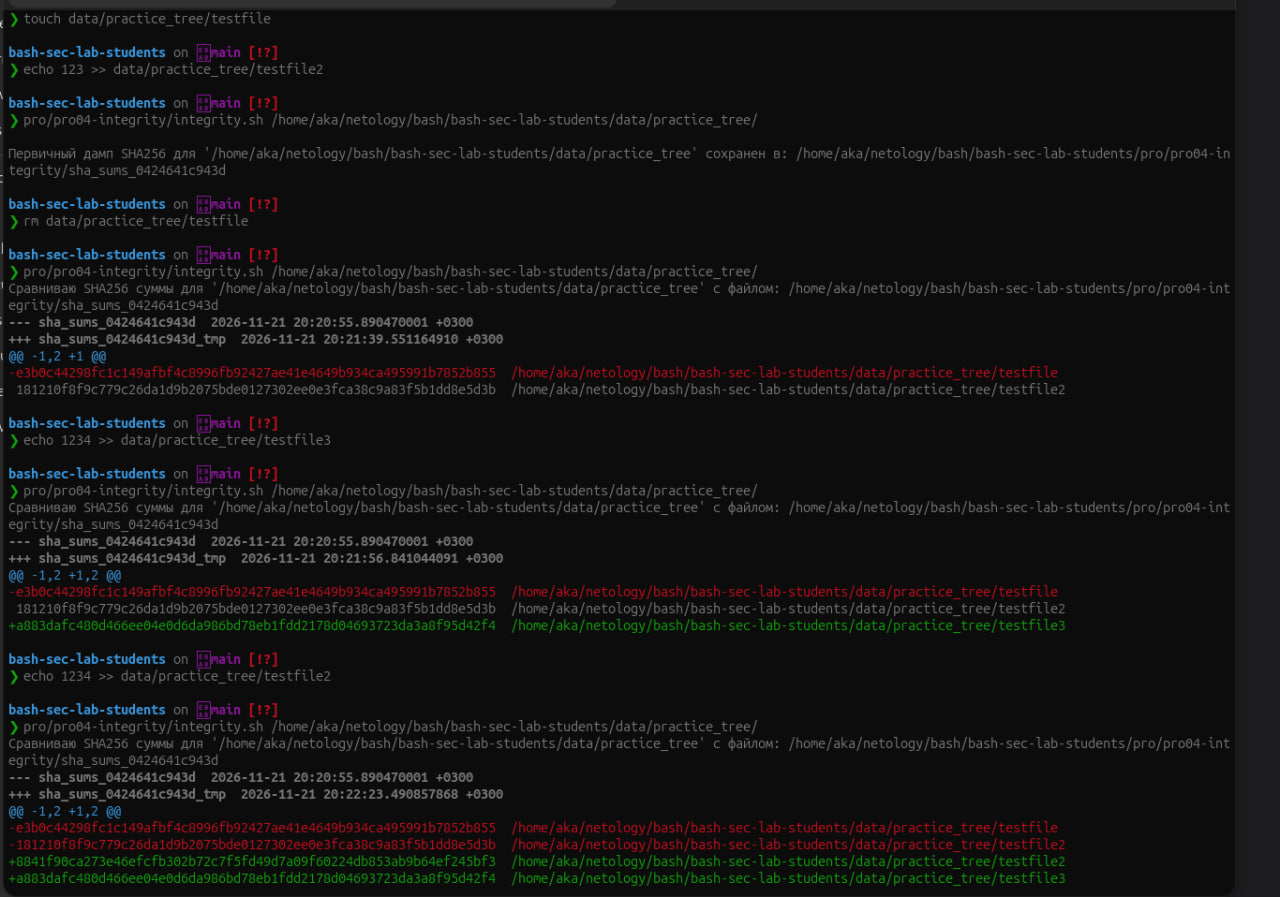 ❯ touch data/practice_tree/testfile
bash-sec-lab-students on main [!?]
❯ echo 123 >> data/practice_tree/testfile2
bash-sec-lab-students on main [!?]
❯ pro/pro04-integrity/integrity.sh /home/aka/netology/bash/bash-sec-lab-students/data/practice_tree/
Первичный дамп SHA256 для '/home/aka/netology/bash/bash-sec-lab-students/data/practice_tree' сохранен в: /home/aka/netology/bash/bash-sec-lab-students/pro/pro04-in
tegrity/sha_sums_0424641c943d
bash-sec-lab-students on main [!?]
❯ rm data/practice_tree/testfile
bash-sec-lab-students on main [!?]
❯ pro/pro04-integrity/integrity.sh /home/aka/netology/bash/bash-sec-lab-students/data/practice_tree/
Сравниваю SHA256 суммы для '/home/aka/netology/bash/bash-sec-lab-students/data/practice_tree' с файлом: /home/aka/netology/bash/bash-sec-lab-students/pro/pro04-int
egrity/sha_sums_0424641c943d
--- sha_sums_0424641c943d  2026-11-21 20:20:55.890470001 +0300
+++ sha_sums_0424641c943d_tmp  2026-11-21 20:21:39.551164910 +0300
@@ -1,2 +1 @@
-e3b0c44298fc1c149afbf4c8996fb92427ae41e4649b934ca495991b7852b855  /home/aka/netology/bash/bash-sec-lab-students/data/practice_tree/testfile
 181210f8f9c779c26da1d9b2075bde0127302ee0e3fca38c9a83f5b1dd8e5d3b  /home/aka/netology/bash/bash-sec-lab-students/data/practice_tree/testfile2
bash-sec-lab-students on main [!?]
❯ echo 1234 >> data/practice_tree/testfile3
bash-sec-lab-students on main [!?]
❯ pro/pro04-integrity/integrity.sh /home/aka/netology/bash/bash-sec-lab-students/data/practice_tree/
Сравниваю SHA256 суммы для '/home/aka/netology/bash/bash-sec-lab-students/data/practice_tree' с файлом: /home/aka/netology/bash/bash-sec-lab-students/pro/pro04-int
egrity/sha_sums_0424641c943d
--- sha_sums_0424641c943d  2026-11-21 20:20:55.890470001 +0300
+++ sha_sums_0424641c943d_tmp  2026-11-21 20:21:56.841044091 +0300
@@ -1,2 +1,2 @@
-e3b0c44298fc1c149afbf4c8996fb92427ae41e4649b934ca495991b7852b855  /home/aka/netology/bash/bash-sec-lab-students/data/practice_tree/testfile
 181210f8f9c779c26da1d9b2075bde0127302ee0e3fca38c9a83f5b1dd8e5d3b  /home/aka/netology/bash/bash-sec-lab-students/data/practice_tree/testfile2
+a883dafc480d466ee04e0d6da986bd78eb1fdd2178d04693723da3a8f95d42f4  /home/aka/netology/bash/bash-sec-lab-students/data/practice_tree/testfile3
bash-sec-lab-students on main [!?]
❯ echo 1234 >> data/practice_tree/testfile2
bash-sec-lab-students on main [!?]
❯ pro/pro04-integrity/integrity.sh /home/aka/netology/bash/bash-sec-lab-students/data/practice_tree/
Сравниваю SHA256 суммы для '/home/aka/netology/bash/bash-sec-lab-students/data/practice_tree' с файлом: /home/aka/netology/bash/bash-sec-lab-students/pro/pro04-int
egrity/sha_sums_0424641c943d
--- sha_sums_0424641c943d  2026-11-21 20:20:55.890470001 +0300
+++ sha_sums_0424641c943d_tmp  2026-11-21 20:22:23.490857868 +0300
@@ -1,2 +1,2 @@
-e3b0c44298fc1c149afbf4c8996fb92427ae41e4649b934ca495991b7852b855  /home/aka/netology/bash/bash-sec-lab-students/data/practice_tree/testfile
-181210f8f9c779c26da1d9b2075bde0127302ee0e3fca38c9a83f5b1dd8e5d3b  /home/aka/netology/bash/bash-sec-lab-students/data/practice_tree/testfile2
+8841f90ca273e46efcfb302b72c7f5fd49d7a09f60224db853ab9b64ef245bf3  /home/aka/netology/bash/bash-sec-lab-students/data/practice_tree/testfile2
+a883dafc480d466ee04e0d6da986bd78eb1fdd2178d04693723da3a8f95d42f4  /home/aka/netology/bash/bash-sec-lab-students/data/practice_tree/testfile3